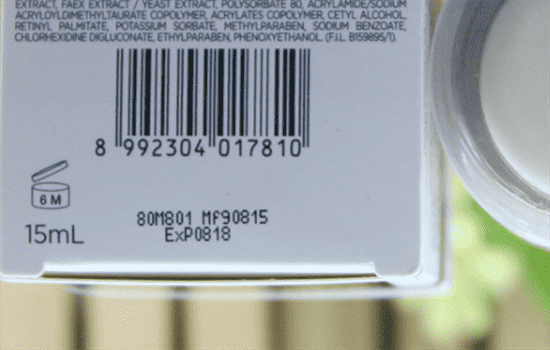 EXTRACT, FAEX EXTRACT / YEAST EXTRACT, POLYSORBATE 80, ACRYLAMIDE/SODIUM
ACRYLOYLDIMETHYLTAURATE COPOLYMER, ACRYLATES COPOLYMER, CETYL ALCOHOL,
RETINYL PALMITATE, POTASSIUM SORBATE, METHYLPARABEN, SODIUM BENZOATE,
CHLORHEXIDINE DIGLUCONATE, ETHYLPARABEN, PHENOXYETHANOL. (F.I.L. B159895/1).
8 992304 017810
6 M
15mL
80M801 Mf90815
ExP0818